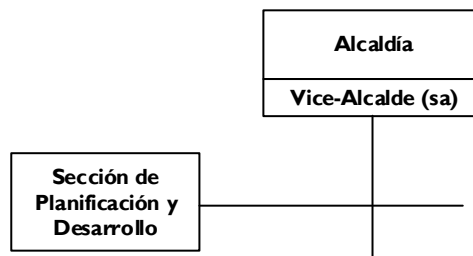 Alcaldía
Vice-Alcalde (sa)
Sección de
Planificación y
Desarrollo